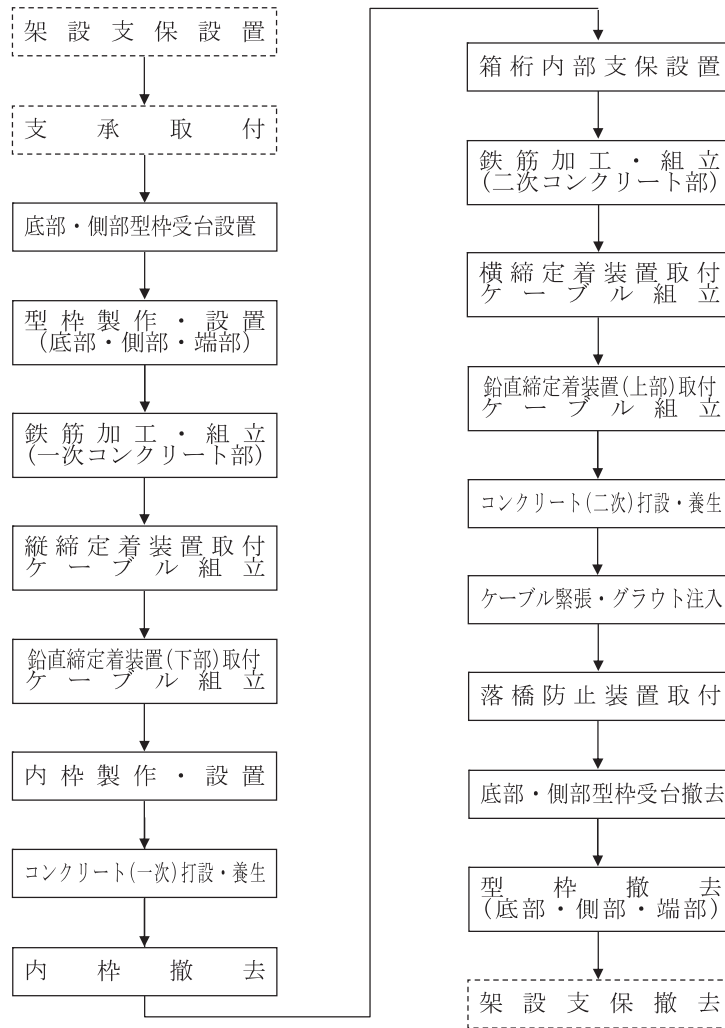 架設支保設置
支承取付
底部・側部型枠受台設置
型枠製作・設置
(底部・側部・端部)
鉄筋加工・組立
(一次コンクリート部)
縦締定着装置取付
ケーブル組立
鉛直締定着装置(下部)取付
ケーブル組立
内枠製作・設置
コンクリート(一次)打設・養生
内枠撤去
箱桁内部支保設置
鉄筋加工・組立
(二次コンクリート部)
横締定着装置取付
ケーブル組立
鉛直締定着装置(上部)取付
ケーブル組立
コンクリート(二次)打設・養生
ケーブル緊張・グラウト注入
落橋防止装置取付
底部・側部型枠受台撤去
型枠撤去
(底部・側部・端部)
架設支保撤去